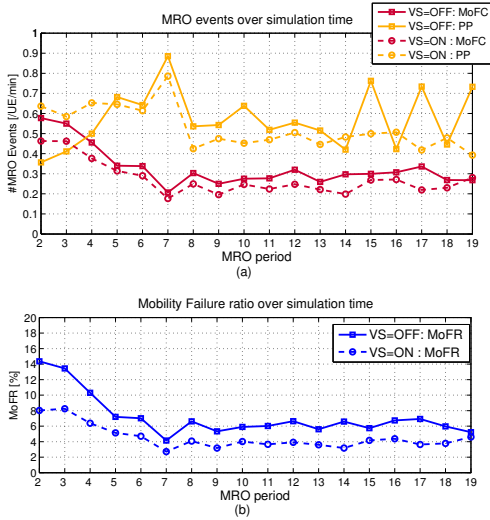 MRO events over simulation time
VS=OFF: MoFC
VS=OFF: PP
VS=ON : MoFC
VS=ON : PP
#MRO Events [/UE/min]
1
0.9
0.8
0.7
0.6
0.5
0.4
0.3
0.2
0.1
0
2 3 4 5 6 7 8 9 10 11 12 13 14 15 16 17 18 19
MRO period
(a)
Mobility Failure ratio over simulation time
VS=OFF: MoFR
VS=ON : MoFR
MoFR [%]
20
18
16
14
12
10
8
6
4
2
0
2 3 4 5 6 7 8 9 10 11 12 13 14 15 16 17 18 19
MRO period
(b)